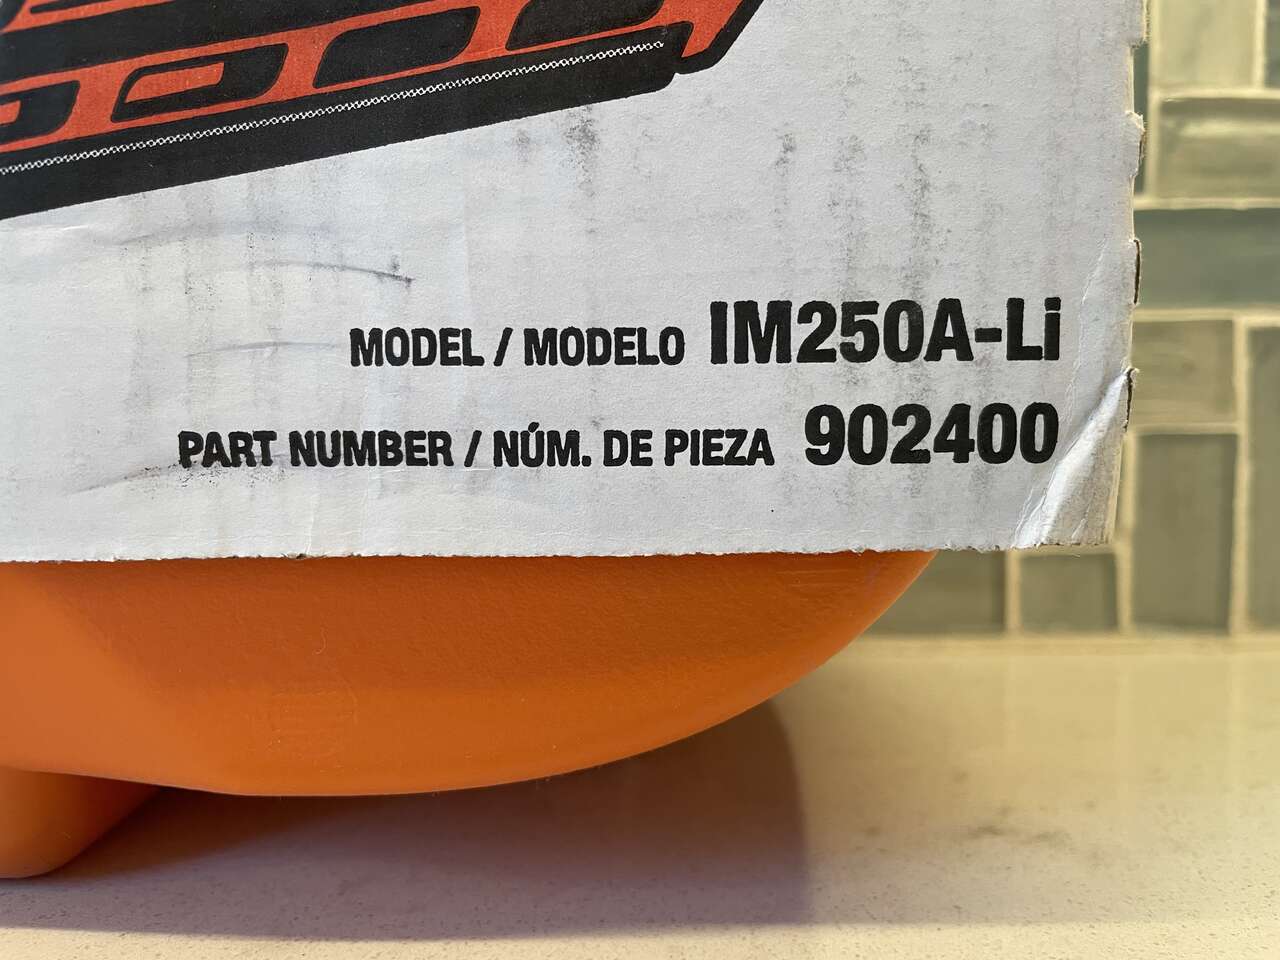 MODEL / MODELO IM250A-Li
PART NUMBER / NÚM. DE PIEZA 902400